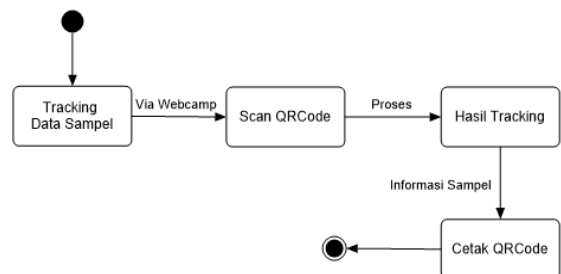 Tracking
Data Sampel
Via Webcamp
Scan QRCode
Proses
Hasil Tracking
Informasi Sampel
Cetak QRCode